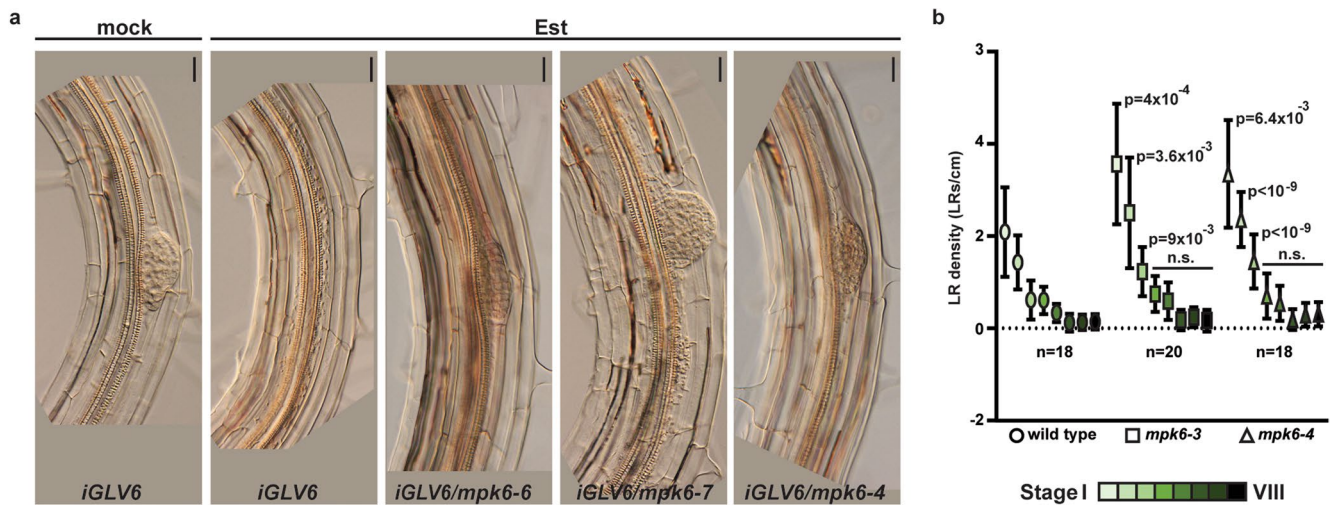 a
mock
Est
iGLV6
iGLV6
iGLV6/mpk6-6
iGLV6/mpk6-7
iGLV6/mpk6-4
b
LR density (LRs/cm)
3
4
2
0
-2
p=4x10⁻⁴
p=3.6x10⁻³
p=9x10⁻³
n.s.
p=6.4x10⁻³
p<10⁻⁹
p<10⁻⁹
n.s.
n=18
n=20
n=18
wild type
mpk6-3
mpk6-4
Stage I
VIII